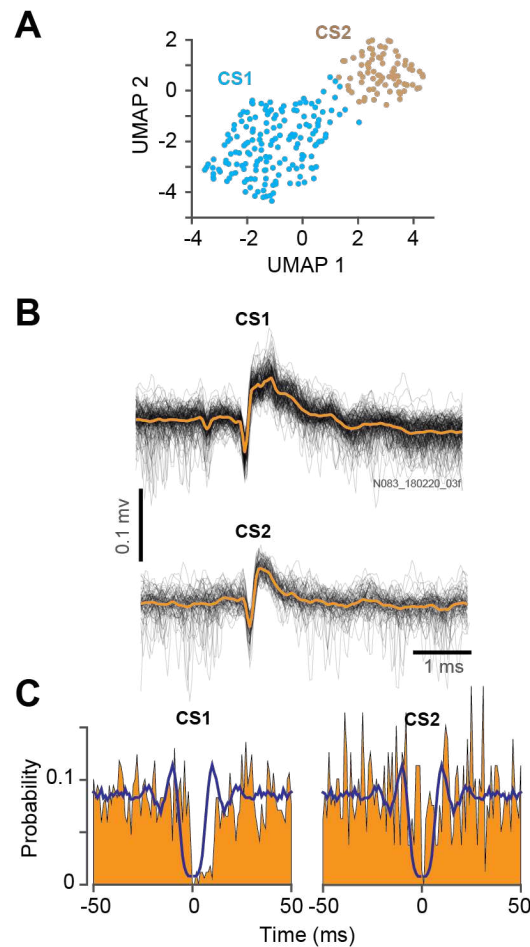 A
CS1
CS2
2
0
-2
-4
UMAP 2
-4 -2 0 2 4
UMAP 1
B
CS1
N083_180220_03f
0.1 mv
CS2
1 ms
C
CS1 CS2
0.1
Probability
0
-50 0 50 -50 0 50
Time (ms)